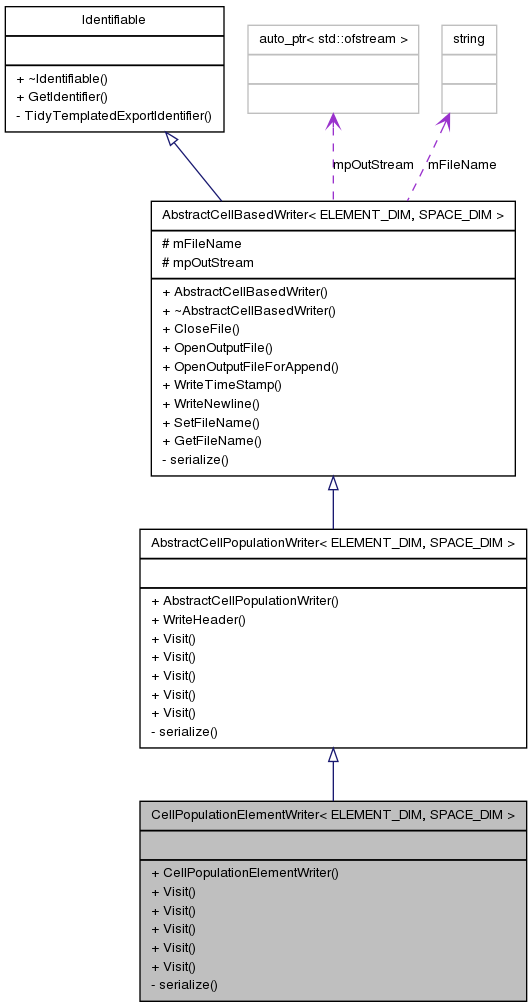 Identifiable
+ ~Identifiable()
+ GetIdentifier()
- TidyTemplatedExportIdentifier()
auto_ptr< std::ofstream >
string
mpOutStream
mFileName
AbstractCellBasedWriter< ELEMENT_DIM, SPACE_DIM >
# mFileName
# mpOutStream
+ AbstractCellBasedWriter()
+ ~AbstractCellBasedWriter()
+ CloseFile()
+ OpenOutputFile()
+ OpenOutputFileForAppend()
+ WriteTimeStamp()
+ WriteNewline()
+ SetFileName()
+ GetFileName()
- serialize()
AbstractCellPopulationWriter< ELEMENT_DIM, SPACE_DIM >
+ AbstractCellPopulationWriter()
+ WriteHeader()
+ Visit()
+ Visit()
+ Visit()
+ Visit()
+ Visit()
- serialize()
CellPopulationElementWriter< ELEMENT_DIM, SPACE_DIM >
+ CellPopulationElementWriter()
+ Visit()
+ Visit()
+ Visit()
+ Visit()
+ Visit()
- serialize()